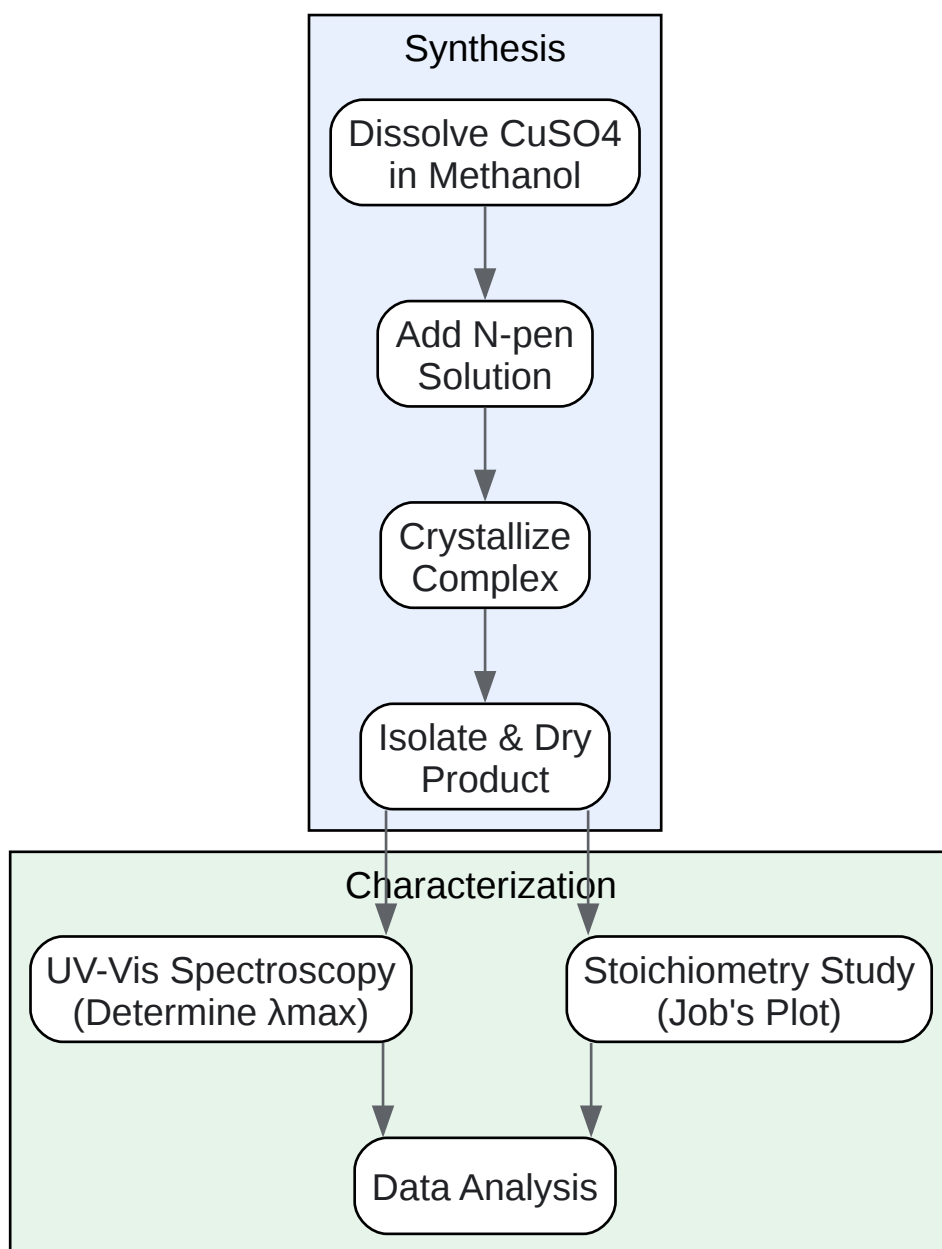 Synthesis
Dissolve CuSO4
in Methanol
Add N-pen
Solution
Crystallize
Complex
Isolate & Dry
Product
Characterization
UV-Vis Spectroscopy
(Determine λmax)
Stoichiometry Study
(Job's Plot)
Data Analysis